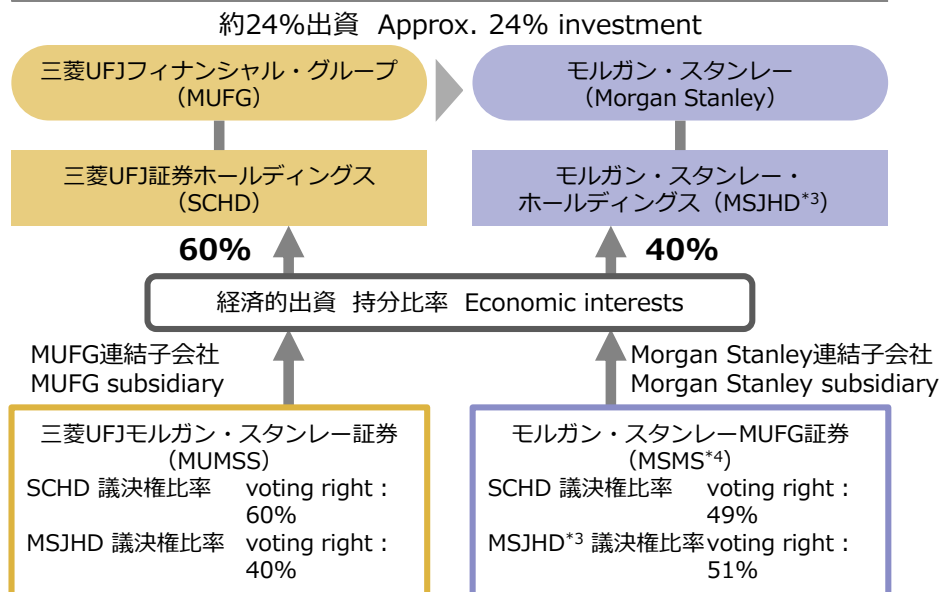 約24%出資 Approx. 24% investment
三菱UFJフィナンシャル・グループ
（MUFG）
モルガン・スタンレー
（Morgan Stanley）
三菱UFJ証券ホールディングス
（SCHD）
モルガン・スタンレー・
ホールディングス（MSJHD*3）
60%
40%
経済的出資 持分比率 Economic interests
MUFG連結子会社
MUFG subsidiary
Morgan Stanley連結子会社
Morgan Stanley subsidiary
三菱UFJモルガン・スタンレー証券
（MUMSS）
SCHD 議決権比率 voting right :
60%
MSJHD 議決権比率 voting right :
40%
モルガン・スタンレーMUFG証券
（MSMS*4）
SCHD 議決権比率 voting right :
49%
MSJHD*3 議決権比率 voting right :
51%